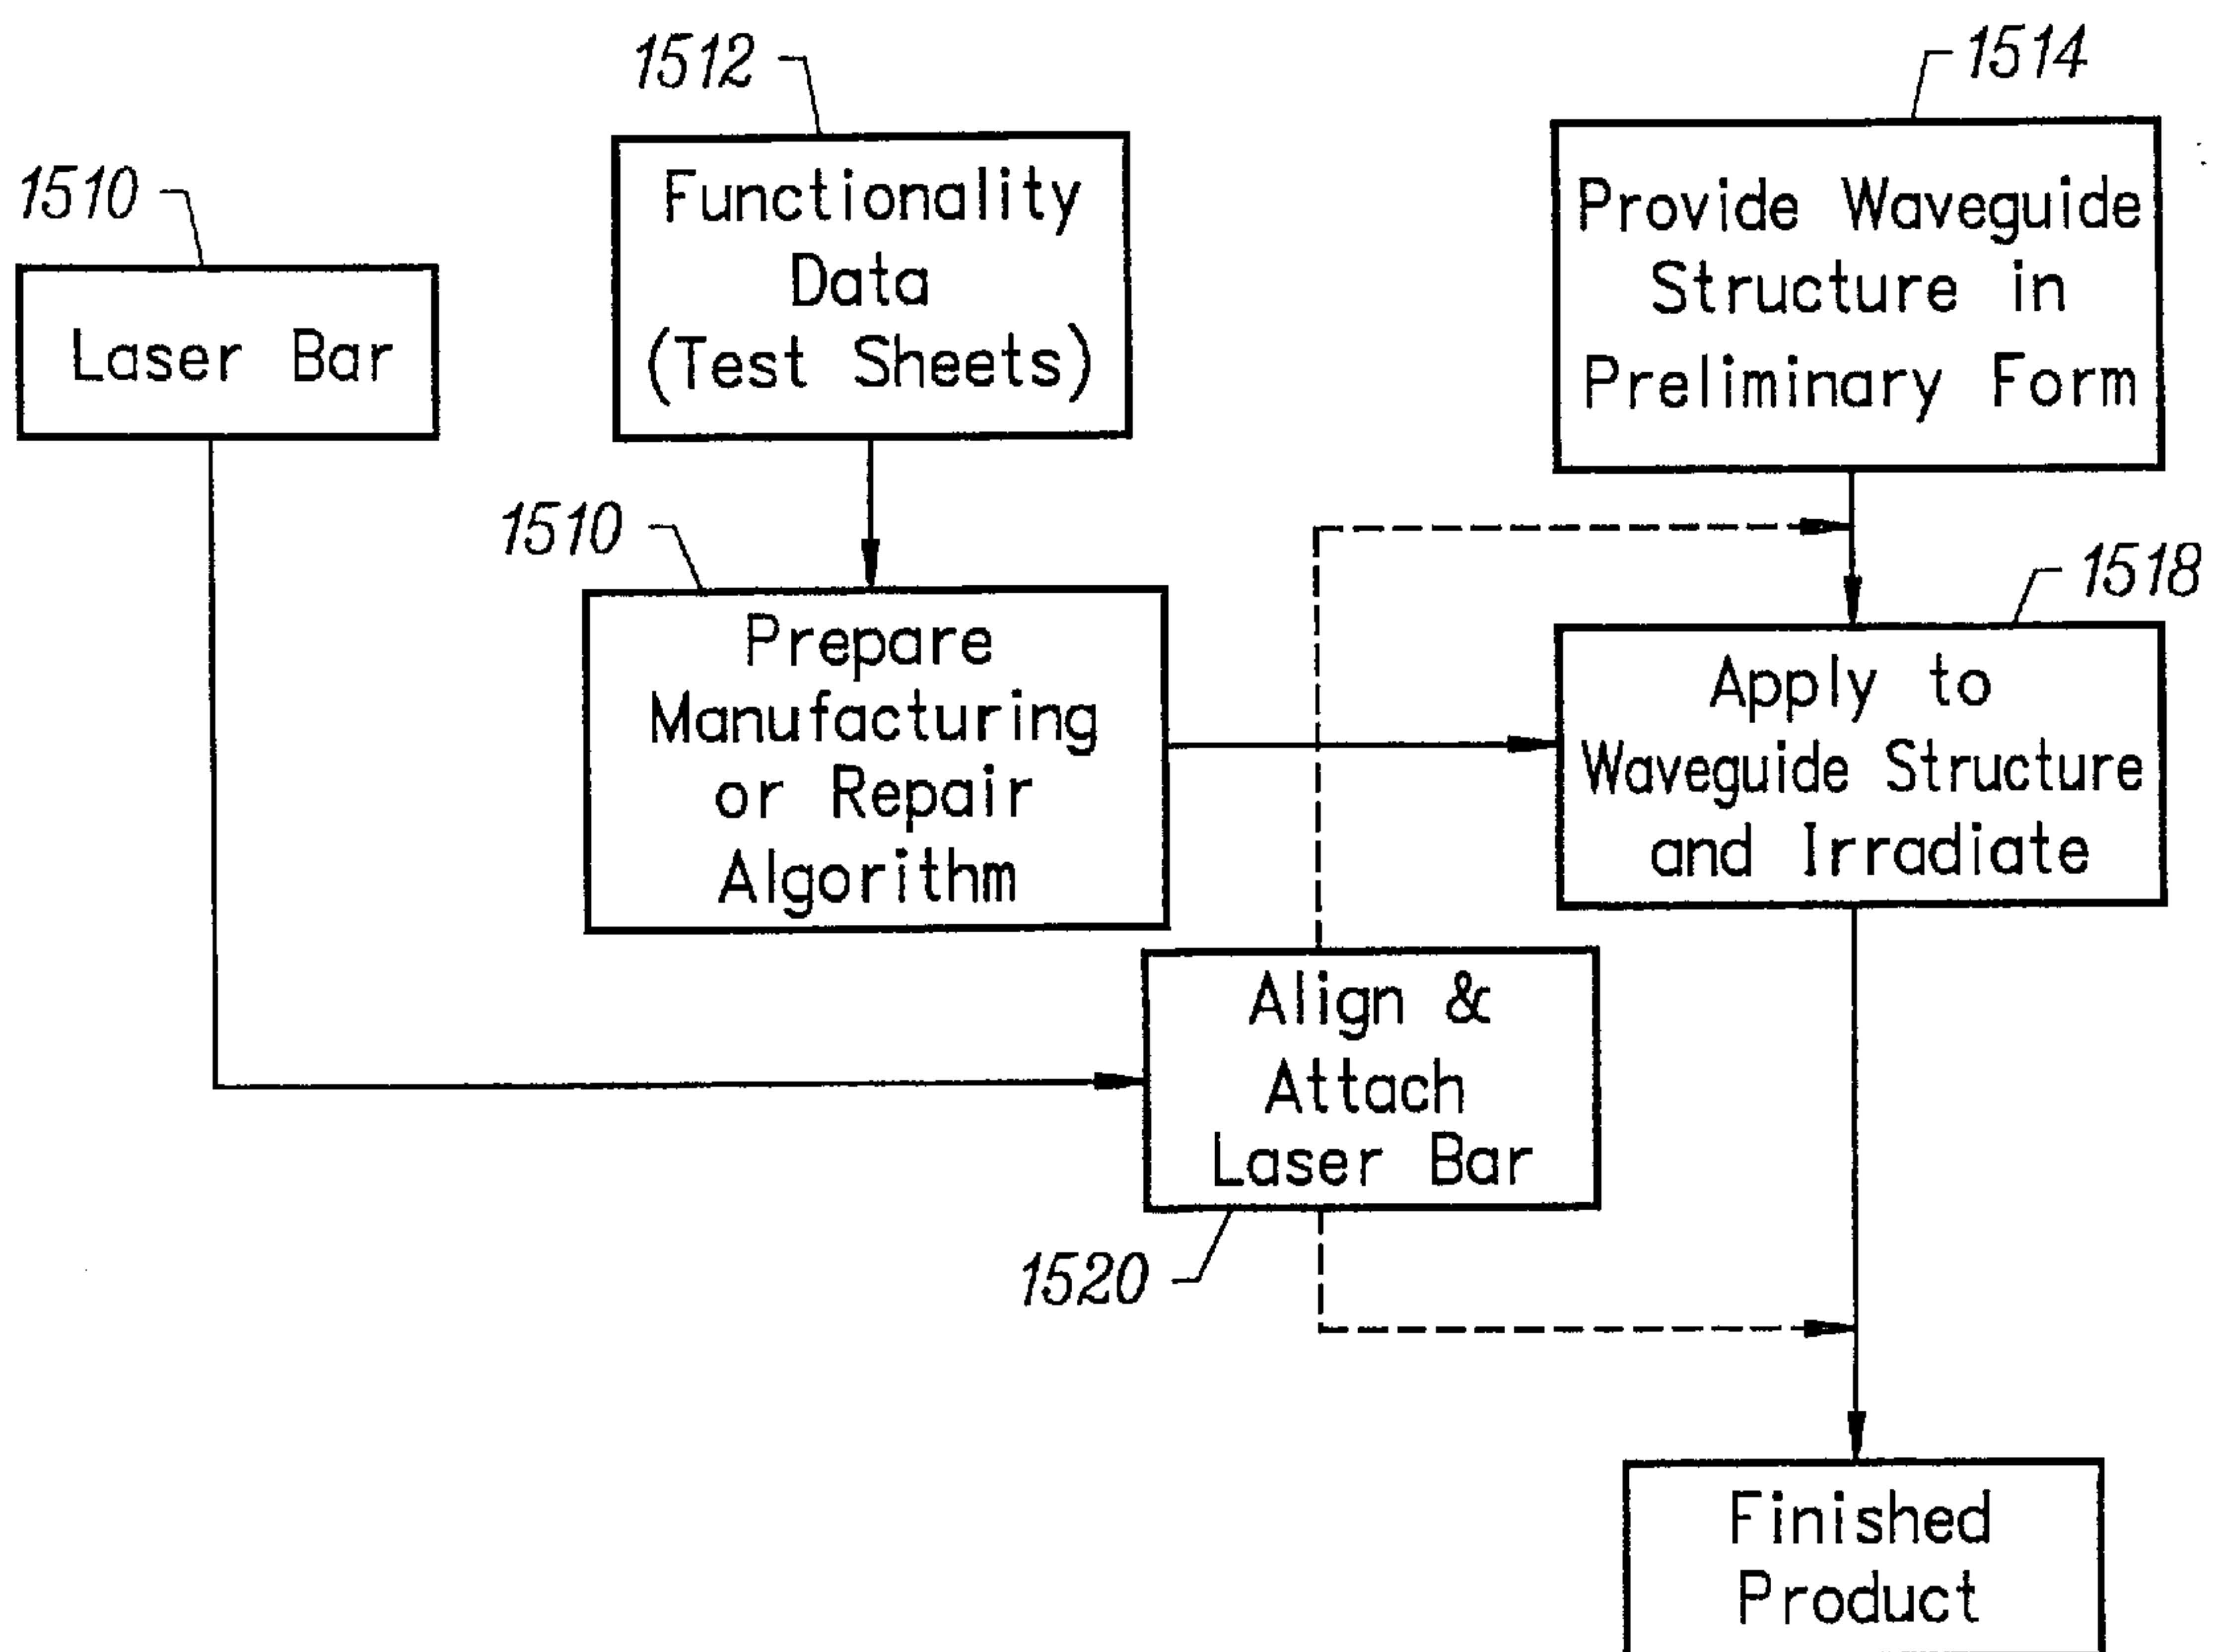 1512
1514
1510
Functionality
Data
(Test Sheets)
Provide Waveguide
Structure in
Preliminary Form
Laser Bar
1510
1518
Prepare
Manufacturing
or Repair
Algorithm
Apply to
Waveguide Structure
and Irradiate
Align &
Attach
Laser Bar
1520
Finished
Product